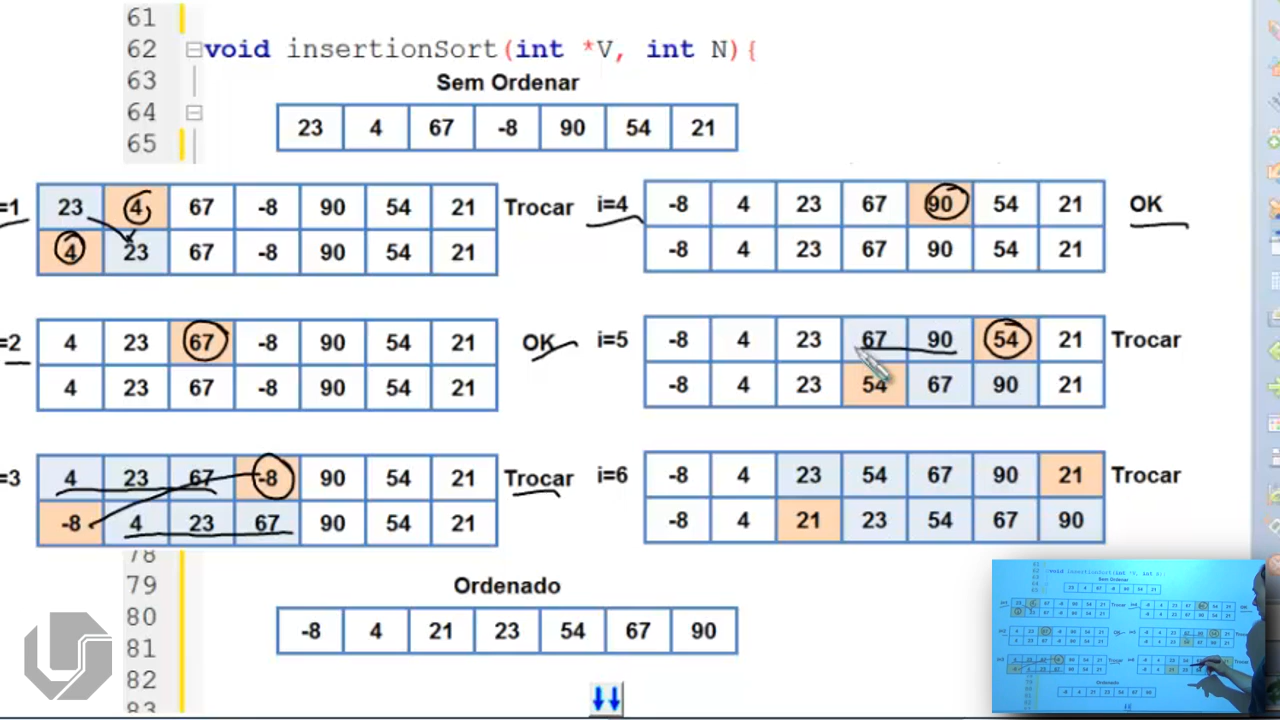 61
62 void insertionSort(int *V, int N){
63
64
65
Sem Ordenar
23 4 67 -8 90 54 21
=1 23 4 67 -8 90 54 21 Trocar
4 23 67 -8 90 54 21
=2 4 23 67 -8 90 54 21 OK
4 23 67 -8 90 54 21
=3 4 23 67 -8 90 54 21 Trocar
-8 4 23 67 90 54 21
i=4 -8 4 23 67 90 54 21 OK
-8 4 23 67 90 54 21
i=5 -8 4 23 67 90 54 21 Trocar
-8 4 23 54 67 90 21
i=6 -8 4 23 54 67 90 21 Trocar
-8 4 21 23 54 67 90
78
79
80
81
82
83
Ordenado
-8 4 21 23 54 67 90